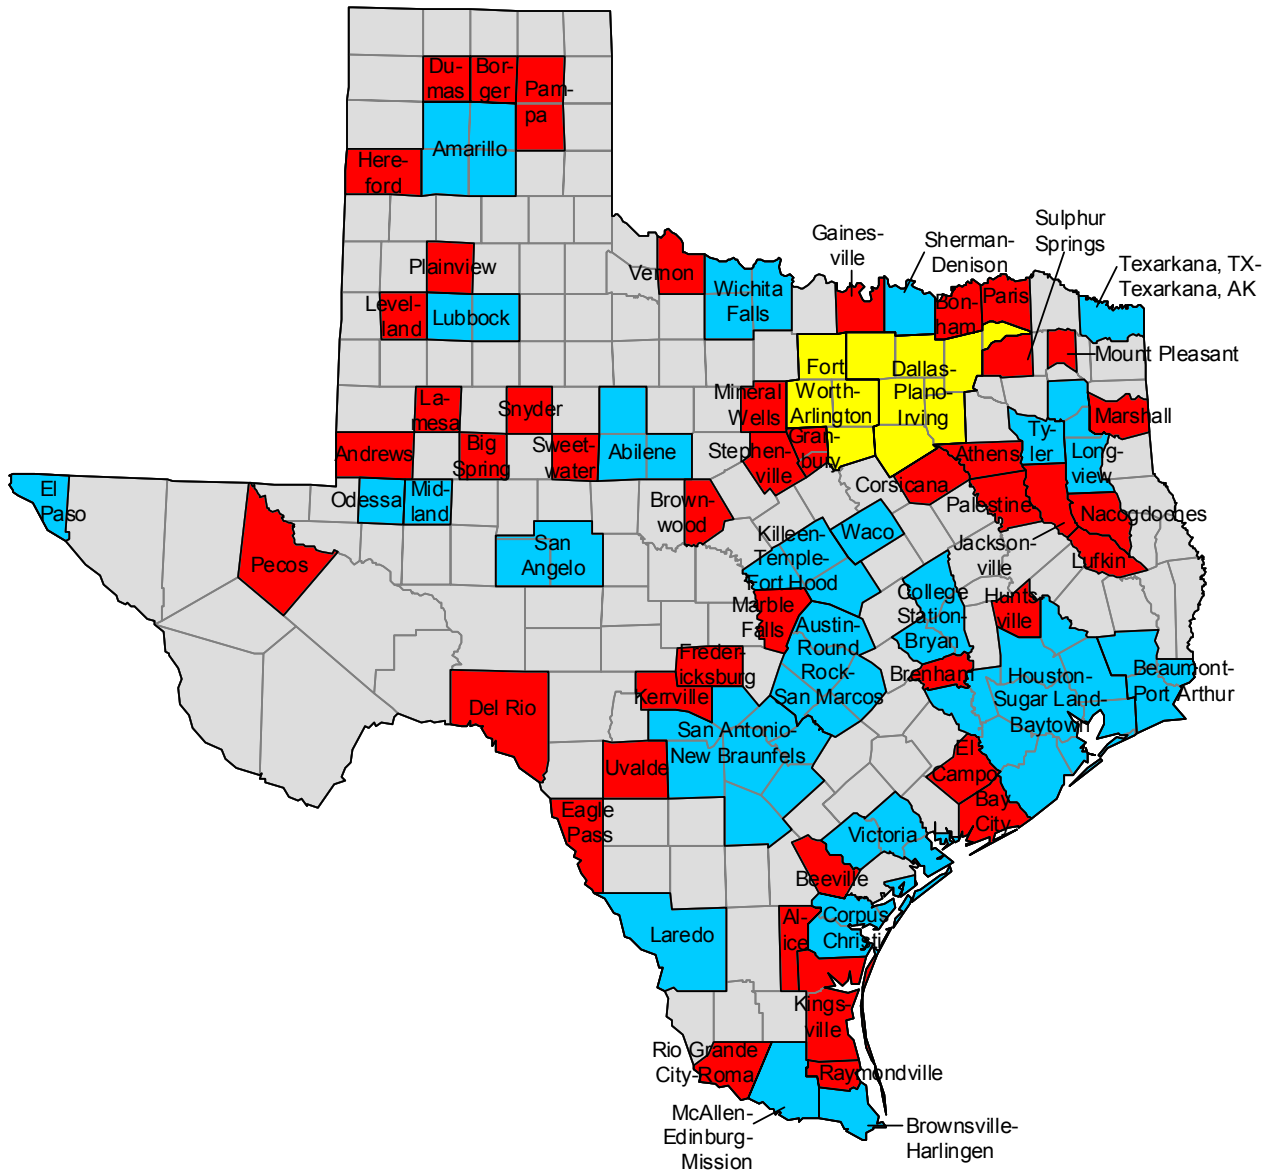 Du-
mas
Bor-
ger
Pam-
pa
Amarillo
Here-
ford
Plainview
Level-
land
Lubbock
Vernon
Wichita
Falls
Gaines-
ville
Sherman-
Denison
Sulphur
Springs
Texarkana, TX-
Texarkana, AK
Bon-
ham
Paris
Mount Pleasant
Fort
Worth-
Arlington
Dallas-
Plano-
Irving
Mineral
Wells
La-
mesa
Snyder
Andrews
Big
Spring
Sweet-
water
Abilene
Stephen-
ville
Gran-
bury
Marshall
Ty-
ler
Long-
view
Athens
Corsicana
Palestine
Nacogdoches
Jackson-
ville
Lufkin
El
Paso
Odessa
Mid-
land
Brown-
wood
Pecos
San
Angelo
Killeen-
Temple-
Fort Hood
Waco
College
Station-
Bryan
Hunts-
ville
Marble
Falls
Austin-
Round
Rock-
San Marcos
Freder-
icksburg
Kerrville
Brenham
Houston-
Sugar Land-
Baytown
Beaumont-
Port Arthur
Del Rio
San Antonio-
New Braunfels
Uvalde
El
Campo
Bay
City
Eagle
Pass
Victoria
Beeville
Laredo
Al-
ice
Corpus
Christi
Kings-
ville
Rio Grande
City-Roma
Raymondville
McAllen-
Edinburg-
Mission
Brownsville-
Harlingen